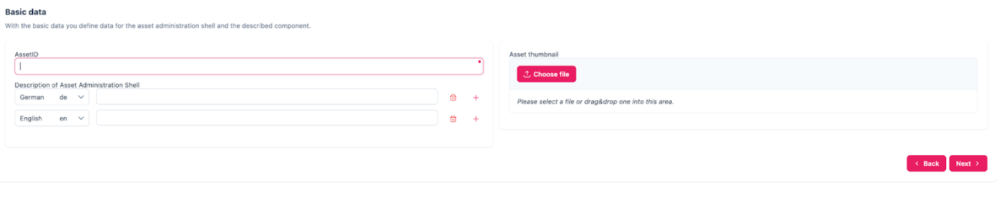 Basic data
With the basic data you define data for the asset administration shell and the described component.
AssetID
Description of Asset Administration Shell
German de
English en
Asset thumbnail
Choose file
Please select a file or drag&drop one into this area.
Back Next